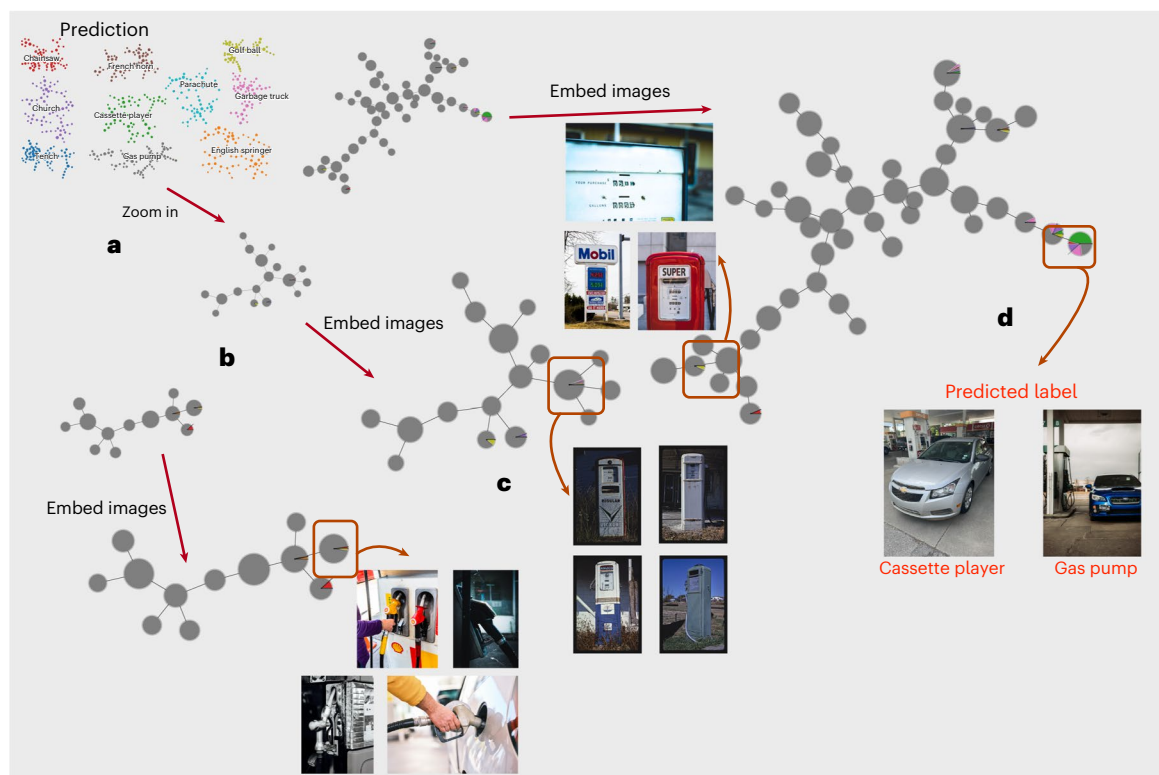 Prediction
Chainsaw
French horn
Golf ball
Parachute
Garbage truck
Church
Cassette player
French
Gas pump
English springer
Zoom in
a
b
Embed images
Embed images
Embed images
Mobil
SUPER
c
d
Predicted label
Cassette player
Gas pump